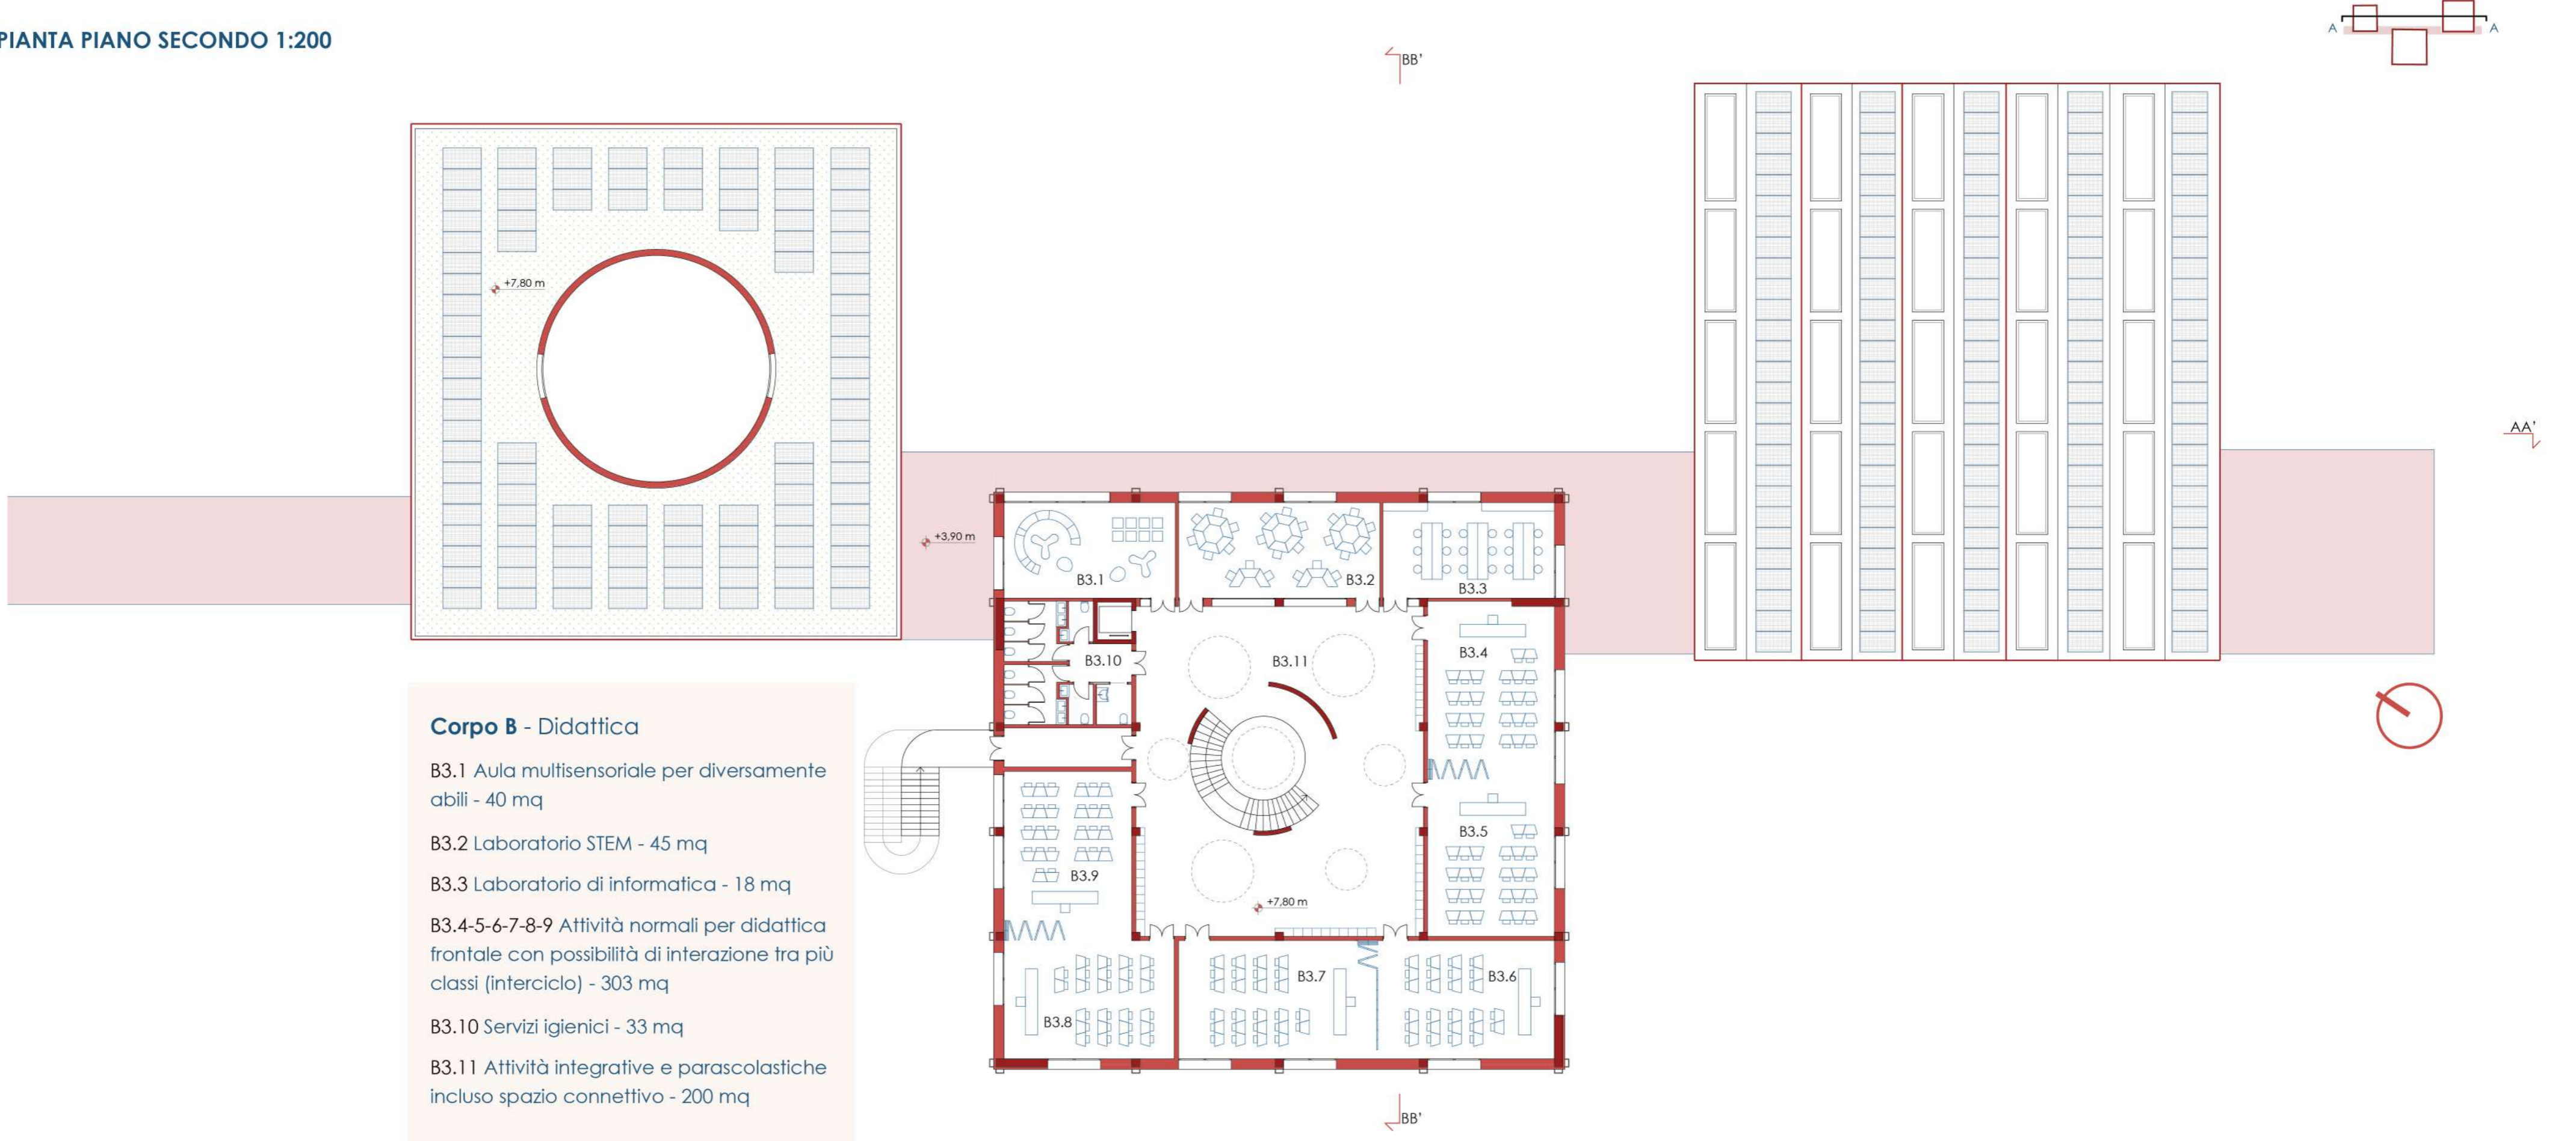 PIANTA PIANO SECONDO 1:200
A
A
BB'
+7,80 m
AA'
+3,90 m
B3.1
B3.2
B3.3
B3.10
B3.11
B3.4
B3.5
B3.9
+7,80 m
B3.7
B3.6
B3.8
BB'
Corpo B - Didattica
B3.1 Aula multisensoriale per diversamente
abili - 40 mq
B3.2 Laboratorio STEM - 45 mq
B3.3 Laboratorio di informatica - 18 mq
B3.4-5-6-7-8-9 Attività normali per didattica
frontale con possibilità di interazione tra più
classi (interciclo) - 303 mq
B3.10 Servizi igienici - 33 mq
B3.11 Attività integrative e parascolastiche
incluso spazio connettivo - 200 mq